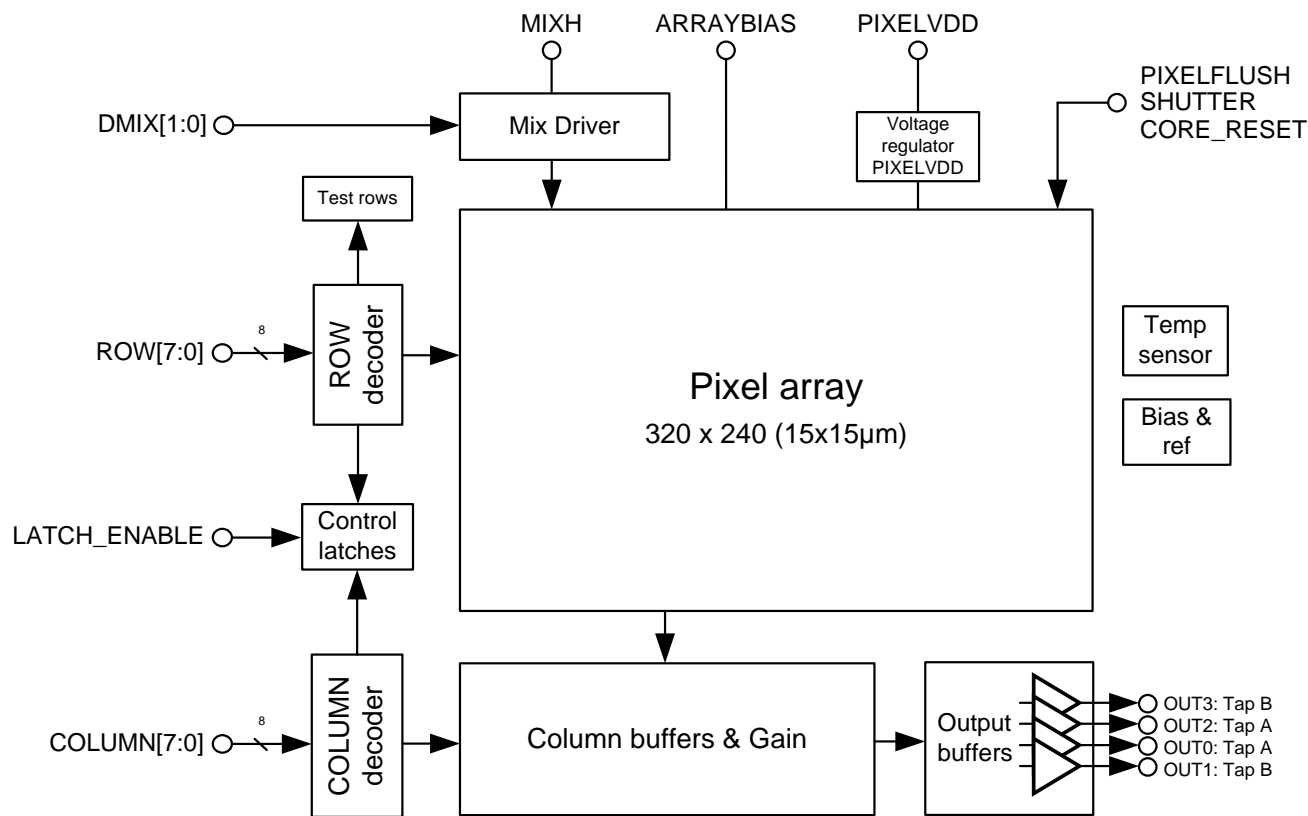 MIXH
ARRAYBIAS
PIXELVDD
PIXELFLUSH
SHUTTER
CORE_RESET
DMIX[1:0]
Mix Driver
Voltage
regulator
PIXELVDD
Test rows
ROW[7:0]
8
ROW
decoder
Pixel array
320 x 240 (15x15µm)
Temp
sensor
Bias &
ref
LATCH_ENABLE
Control
latches
COLUMN[7:0]
8
COLUMN
decoder
Column buffers & Gain
Output
buffers
OUT3: Tap B
OUT2: Tap A
OUT0: Tap A
OUT1: Tap B